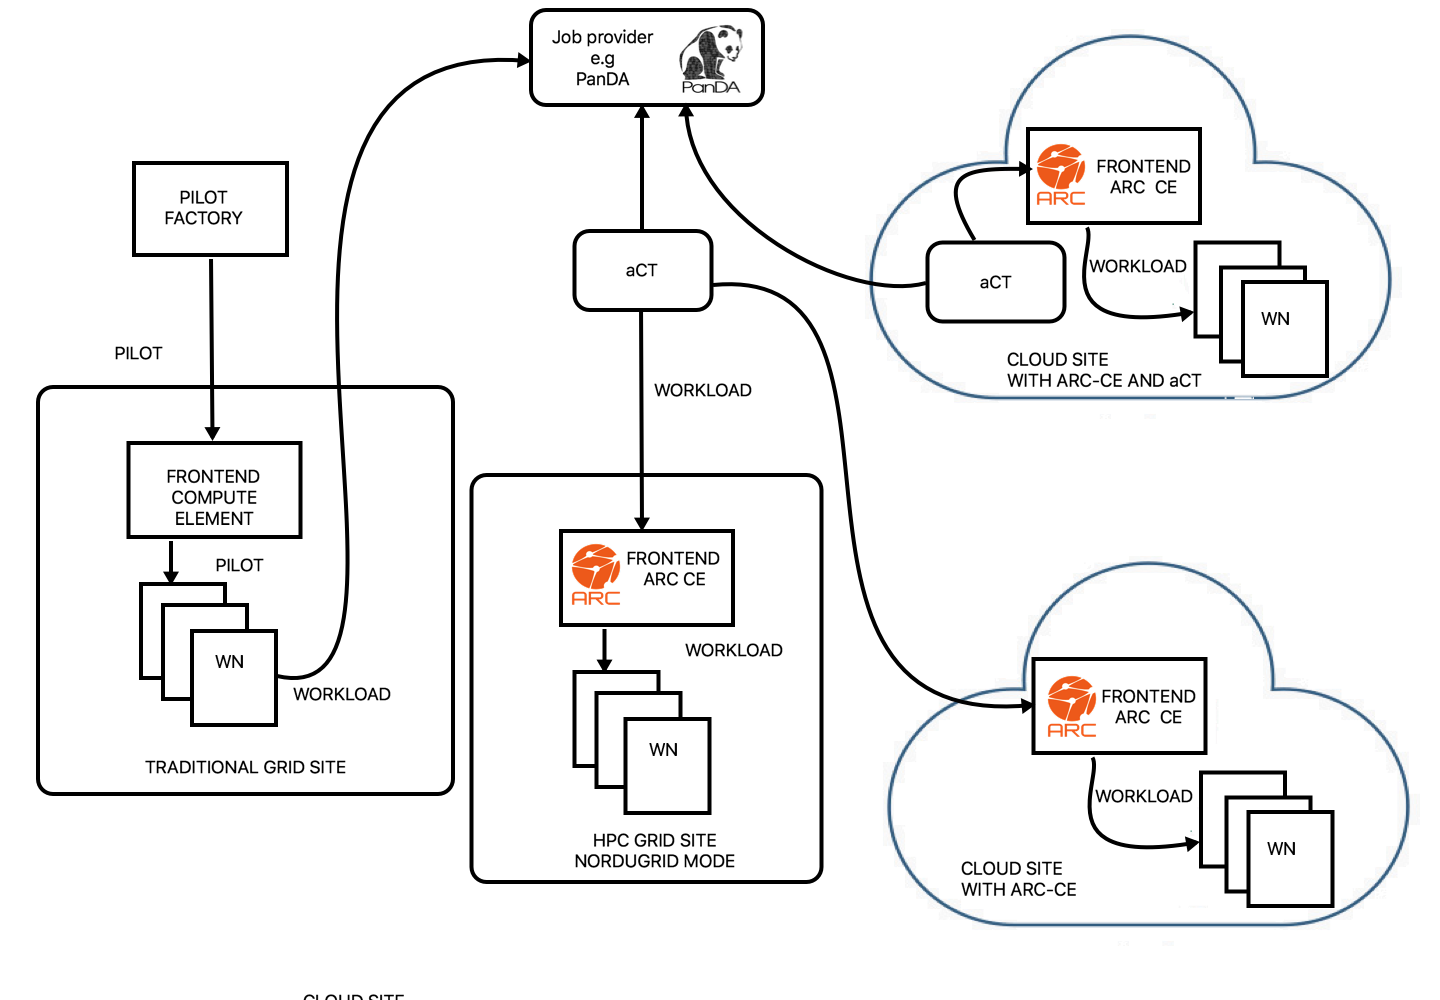 Job provider
e.g
PanDA
PanDA
PILOT
FACTORY
PILOT
FRONTEND
COMPUTE
ELEMENT
PILOT
WN
WORKLOAD
TRADITIONAL GRID SITE
aCT
WORKLOAD
ARC
FRONTEND
ARC CE
WORKLOAD
WN
HPC GRID SITE
NORDUGRID MODE
ARC
FRONTEND
ARC CE
aCT
WORKLOAD
WN
CLOUD SITE
WITH ARC-CE AND aCT
ARC
FRONTEND
ARC CE
WORKLOAD
WN
CLOUD SITE
WITH ARC-CE
CLOUD SITE